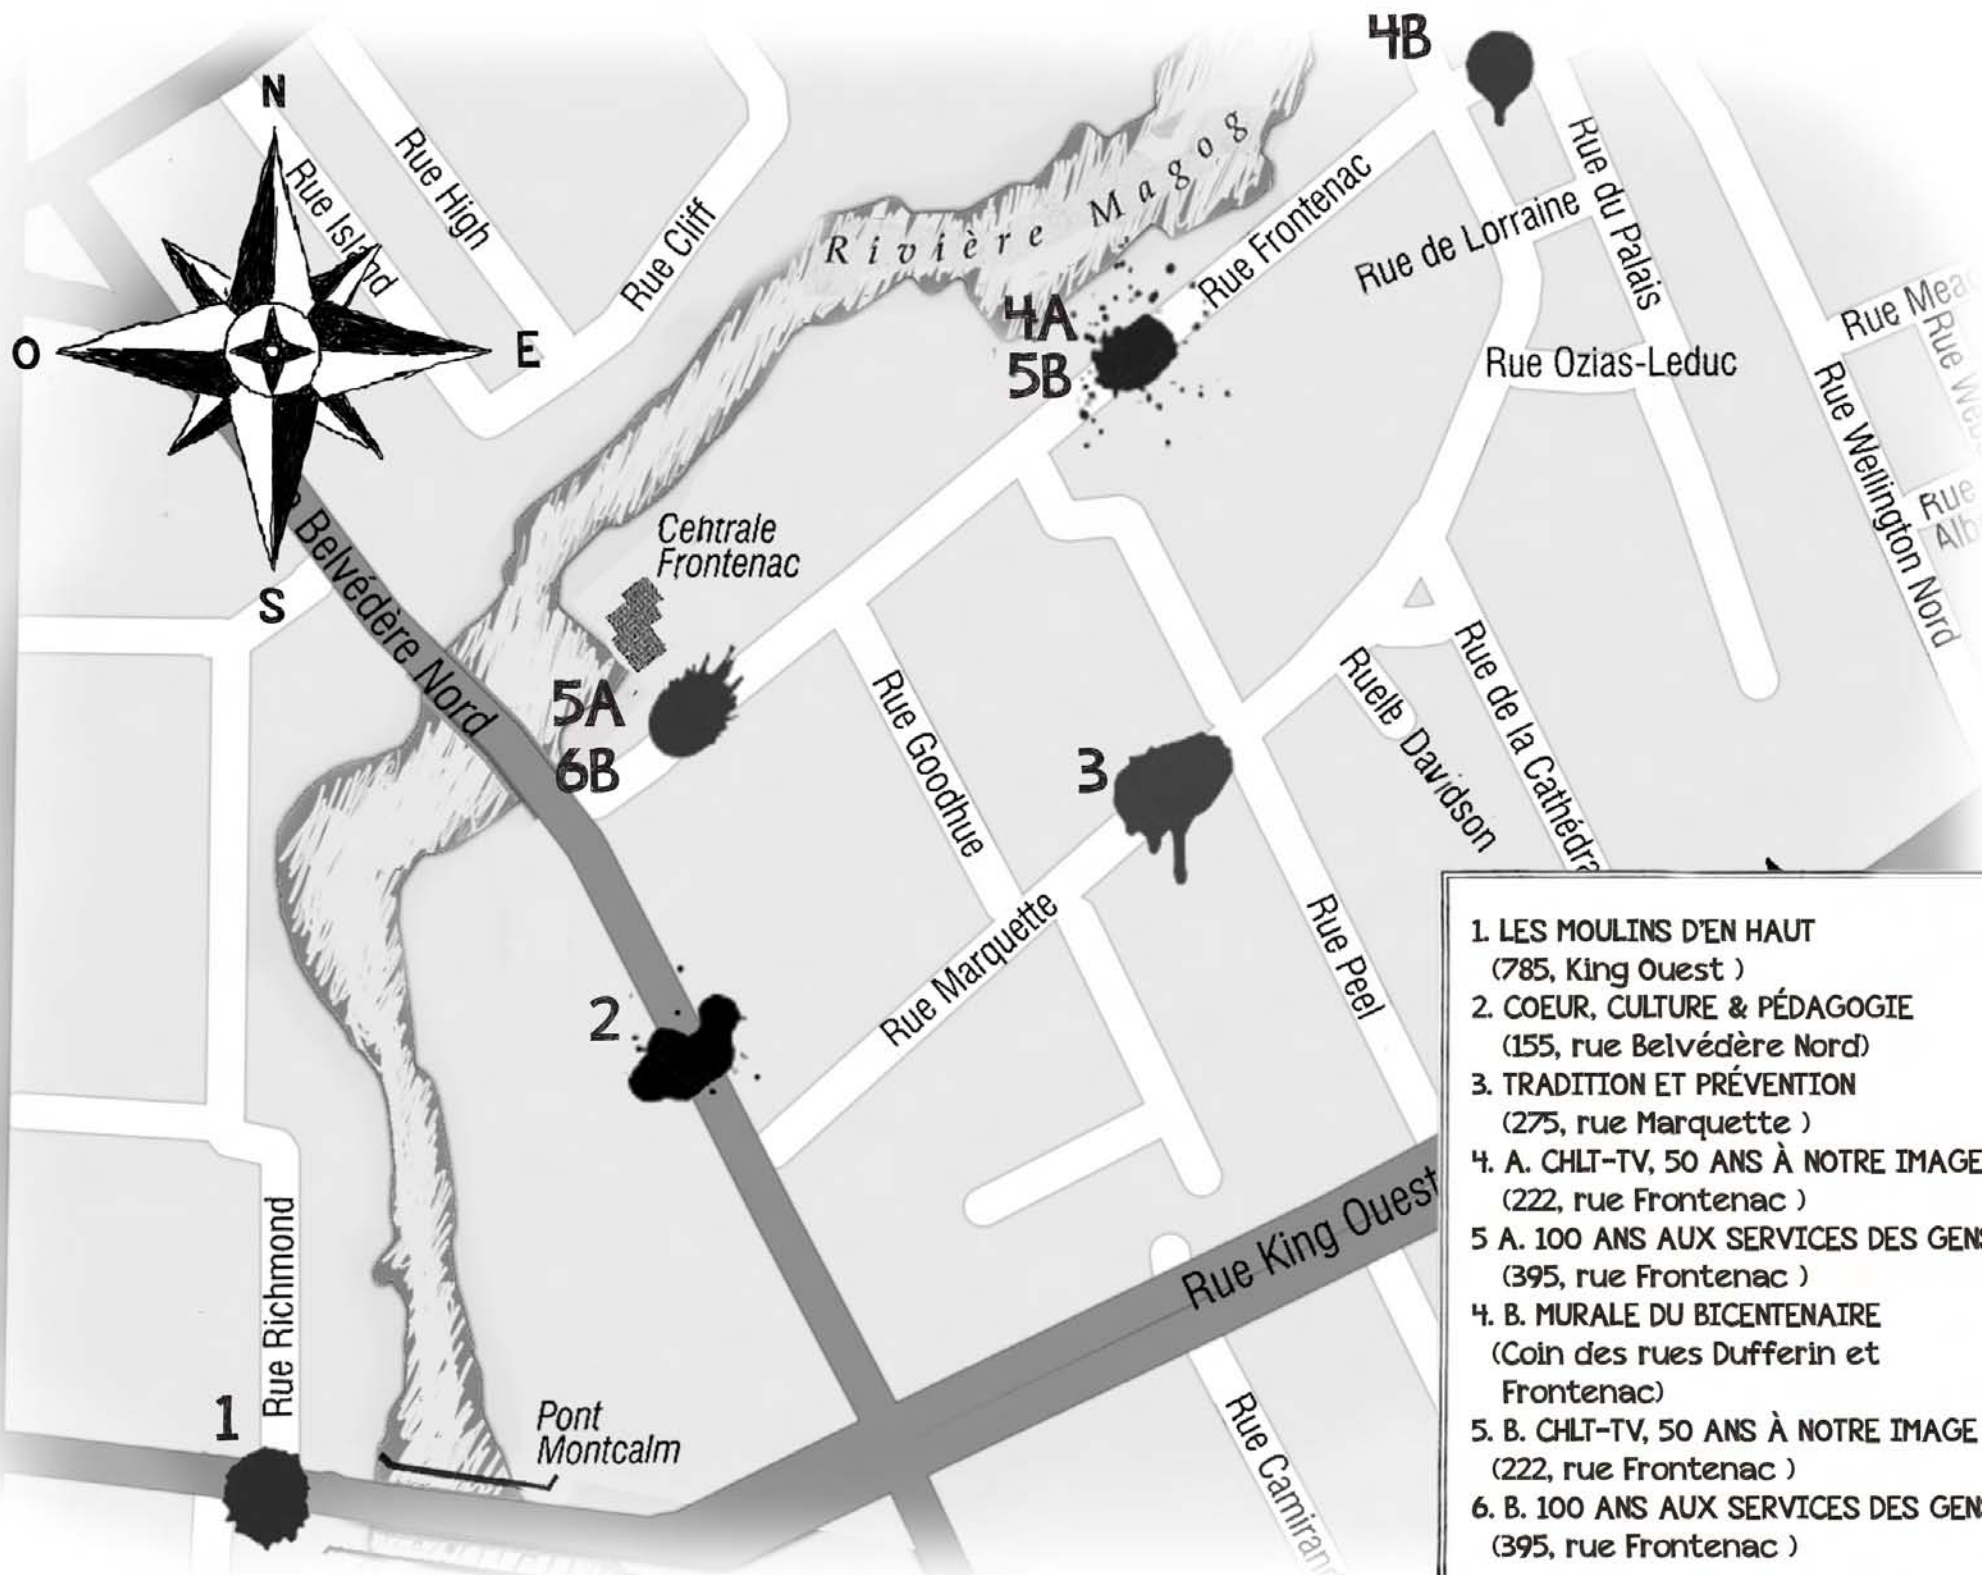 4B
N
Rue Island
Rue High
Rue Cliff
Rivière Magog
Rue Frontenac
Rue de Lorraine
Rue du Palais
O
E
4A
5B
Rue Ozias-Leduc
Rue
Rue
Rue Wellington Nord
Rue
S
Belvédère Nord
Centrale
Frontenac
5A
6B
Rue Goodhue
3
Davidson
Rue de la
2
Rue Marquette
Rue Peel
Rue King Ouest
Rue Richmond
1
Pont
Montcalm
Rue
1. LES MOULINS D'EN HAUT
(785, King Ouest )
2. COEUR, CULTURE & PÉDAGOGIE
(155, rue Belvédère Nord)
3. TRADITION ET PRÉVENTION
(275, rue Marquette )
4. A. CHLT-TV, 50 ANS À NOTRE IMAGE
(222, rue Frontenac )
5 A. 100 ANS AUX SERVICES DES GENS
(395, rue Frontenac )
4. B. MURALE DU BICENTENAIRE
(Coin des rues Dufferin et
Frontenac)
5. B. CHLT-TV, 50 ANS À NOTRE IMAGE
(222, rue Frontenac )
6. B. 100 ANS AUX SERVICES DES GENS
(395, rue Frontenac )